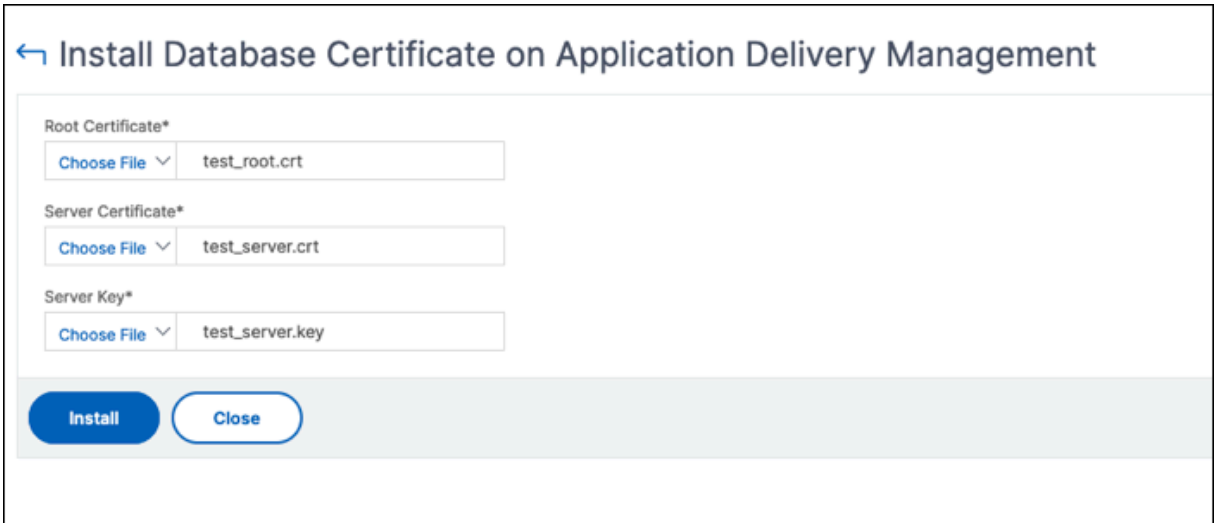 Install Database Certificate on Application Delivery Management
Root Certificate*
Choose File test_root.crt
Server Certificate*
Choose File test_server.crt
Server Key*
Choose File test_server.key
Install Close